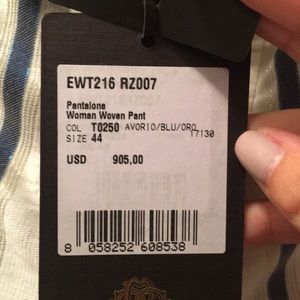 EWT216 RZ007
Pantalone
Woman Woven Pant
COL T0250 AVORIO/BLU/ORO
17130
SIZE 44
USD 905,00
8 058252 608538